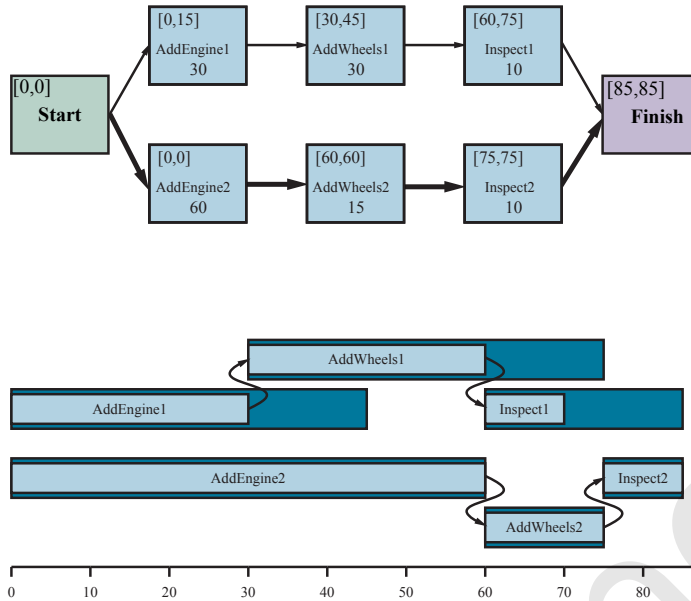 [0,15]
AddEngine1
30
[30,45]
AddWheels1
30
[60,75]
Inspect1
10
[0,0]
Start
[85,85]
Finish
[0,0]
AddEngine2
60
[60,60]
AddWheels2
15
[75,75]
Inspect2
10
AddWheels1
AddEngine1
Inspect1
AddEngine2
Inspect2
AddWheels2
0 10 20 30 40 50 60 70 80